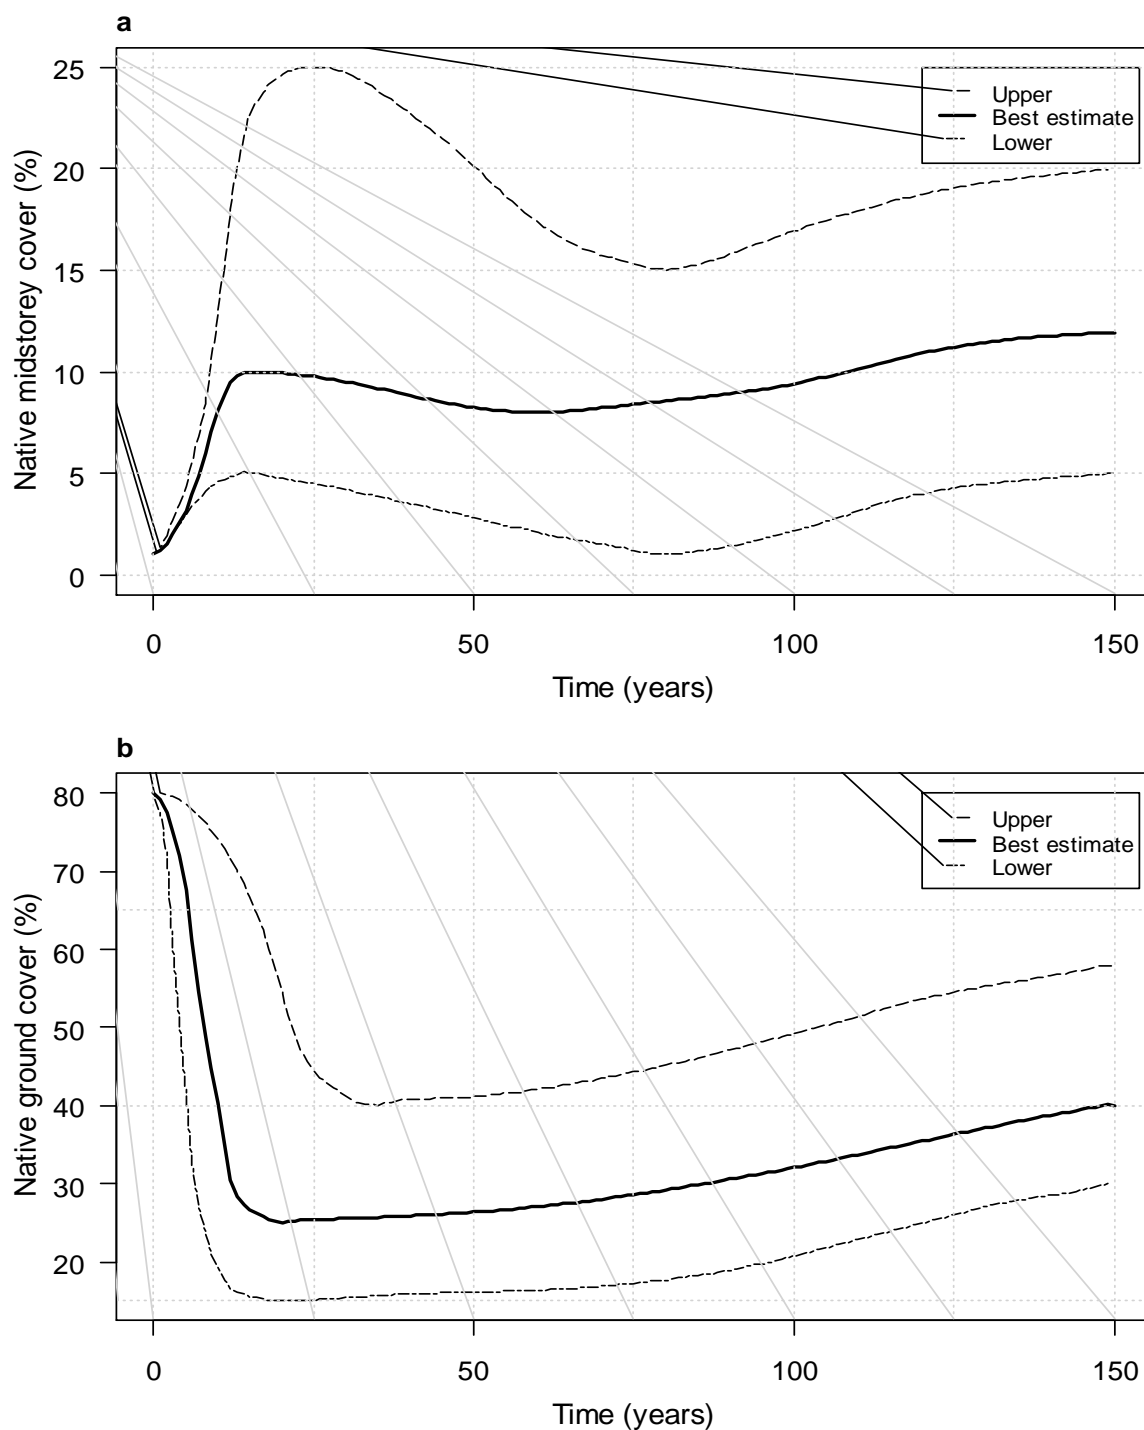 a
Native midstorey cover (%)
25
20
15
10
5
0
Upper
Best estimate
Lower
0 50 100 150
Time (years)
b
Native ground cover (%)
80
70
60
50
40
30
20
Upper
Best estimate
Lower
0 50 100 150
Time (years)